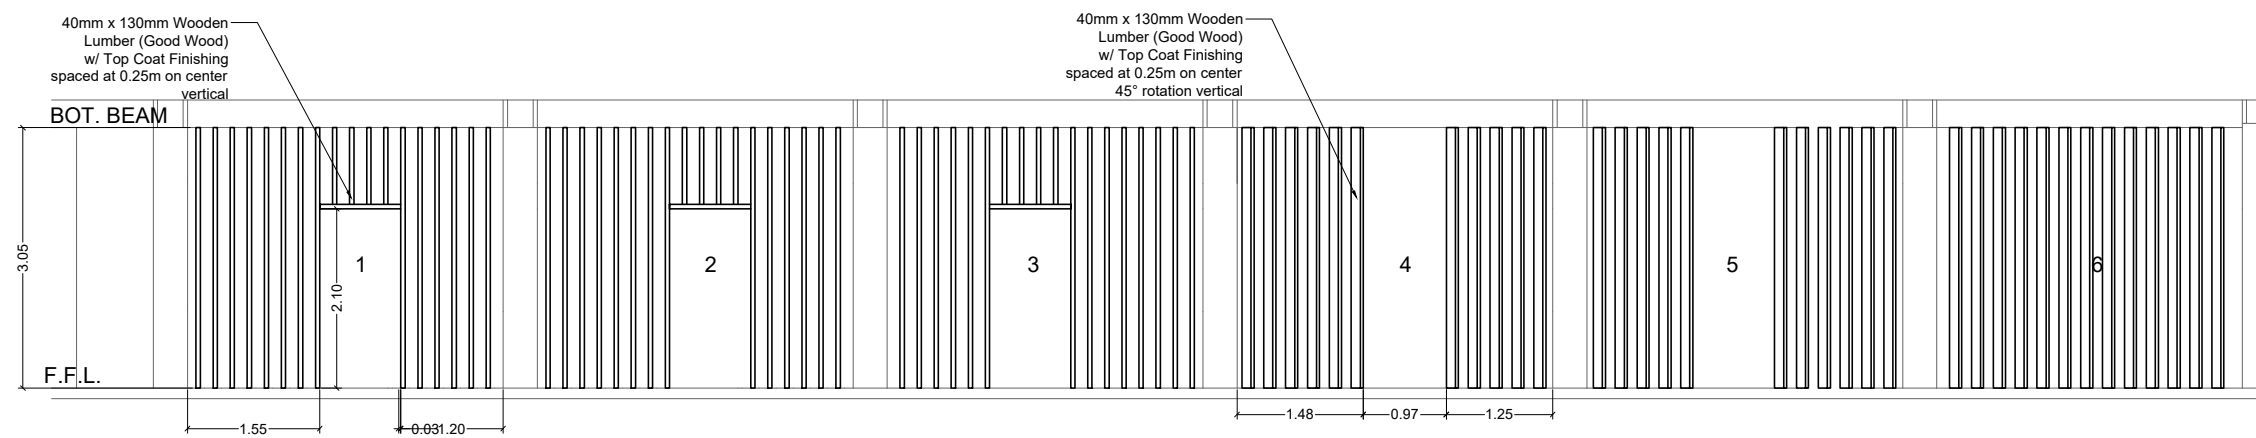 40mm x 130mm Wooden
Lumber (Good Wood)
w/ Top Coat Finishing
spaced at 0.25m on center
vertical
40mm x 130mm Wooden
Lumber (Good Wood)
w/ Top Coat Finishing
spaced at 0.25m on center
45° rotation vertical
BOT. BEAM
3.05
1
2
3
4
5
6
2.10
F.F.L.
1.55
0.03
1.20
1.48
0.97
1.25